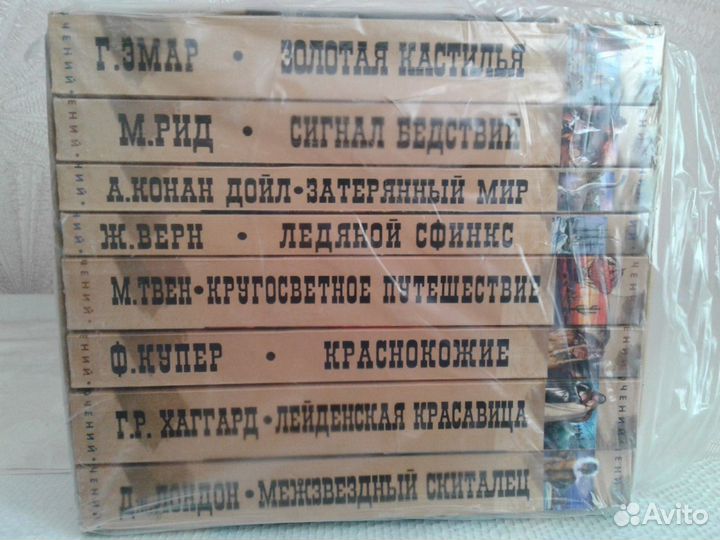 Г.ЭМАР • ЗОЛОТАЯ КАСТИЛЬЯ
М.РИД • СИГНАЛ БЕДСТВИЙ
А.КОНАН ДОЙЛ•ЗАТЕРЯННЫЙ МИР
Ж.ВЕРН • ЛЕДЯНОЙ СФИНКС
М.ТВЕН•КРУГОСВЕТНОЕ ПУТЕШЕСТВИЕ
Ф.КУПЕР • КРАСНОКОЖИЕ
Г.Р. ХАГГАРД•ЛЕЙДЕНСКАЯ КРАСАВИЦА
Дж.ЛОНДОН•МЕЖЗВЕЗДНЫЙ СКИТАЛЕЦ
Avito